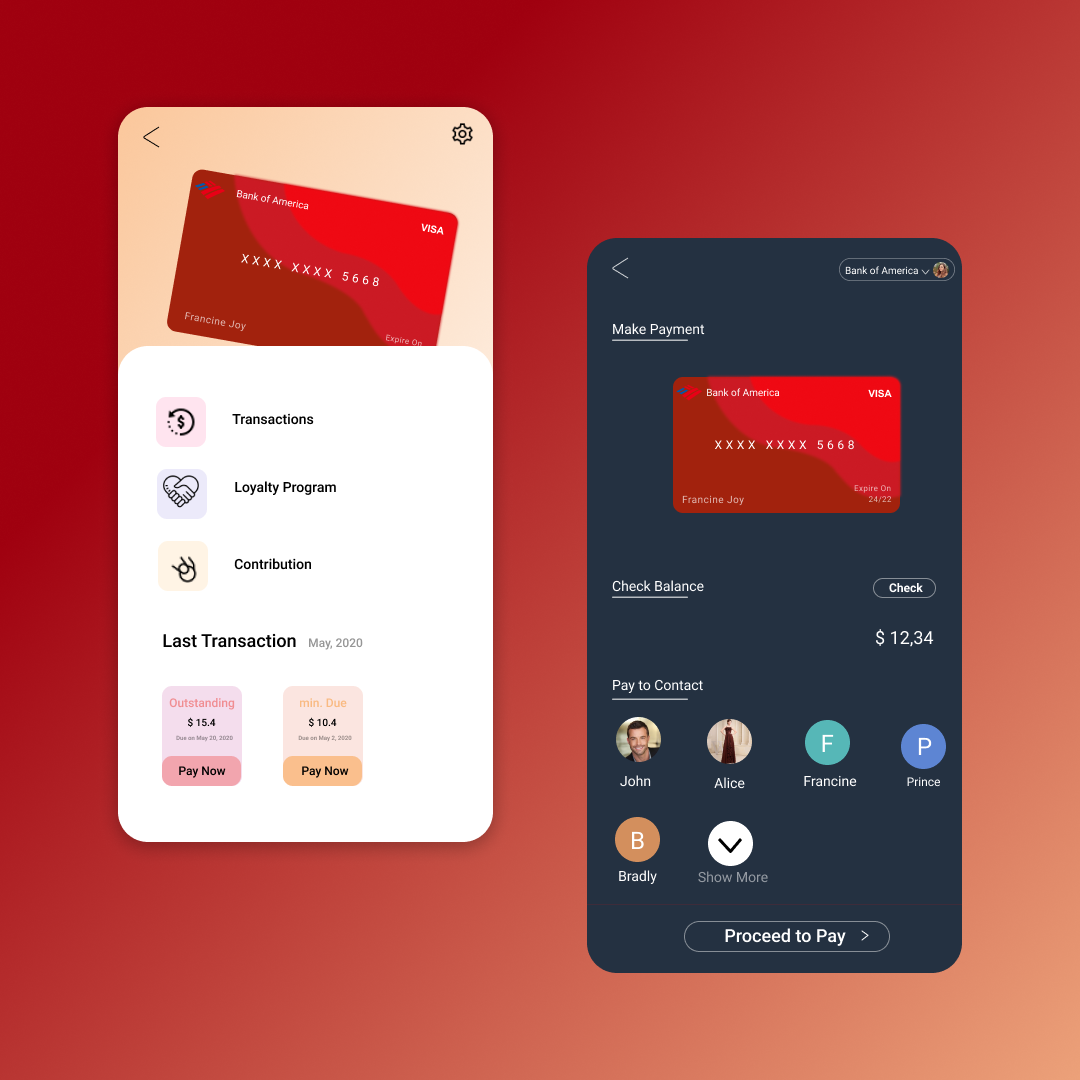 Bank of America
VISA
XXXX XXXX 5668
Francine Joy
Expire On
Transactions
Loyalty Program
Contribution
Last Transaction May, 2020
Outstanding
$ 15.4
Due on May 20, 2020
Pay Now
min. Due
$ 10.4
Due on May 2, 2020
Pay Now
Bank of America
Make Payment
Bank of America
VISA
XXXX XXXX 5668
Francine Joy
Expire On
24/22
Check Balance
Check
$ 12,34
Pay to Contact
F
P
John
Alice
Francine
Prince
B
Bradly
Show More
Proceed to Pay